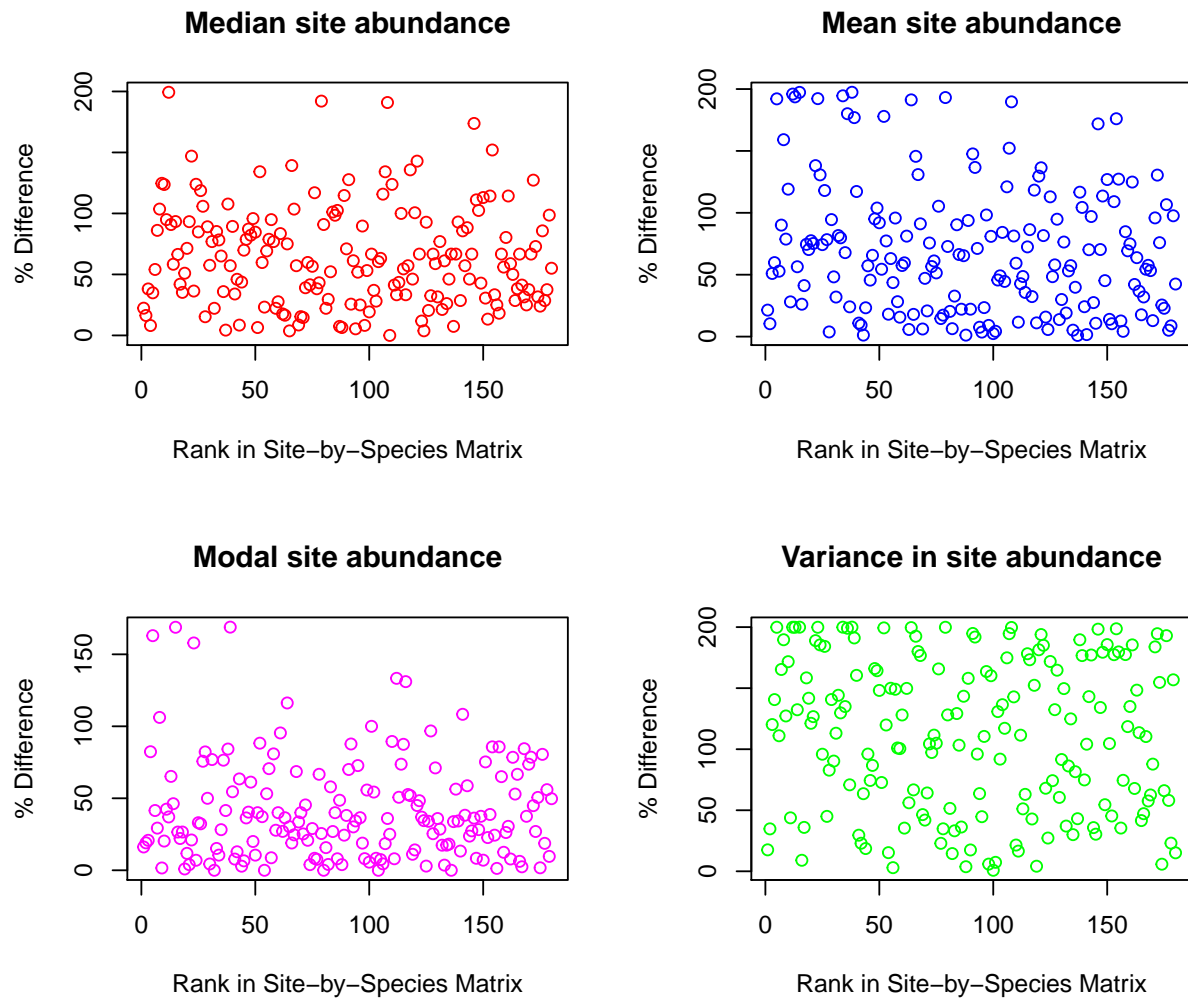 Median site abundance
% Difference
200
100
50
0
0
50
100
150
Rank in Site−by−Species Matrix
Mean site abundance
% Difference
200
100
50
0
0
50
100
150
Rank in Site−by−Species Matrix
Modal site abundance
% Difference
150
100
50
0
0
50
100
150
Rank in Site−by−Species Matrix
Variance in site abundance
% Difference
200
100
50
0
0
50
100
150
Rank in Site−by−Species Matrix